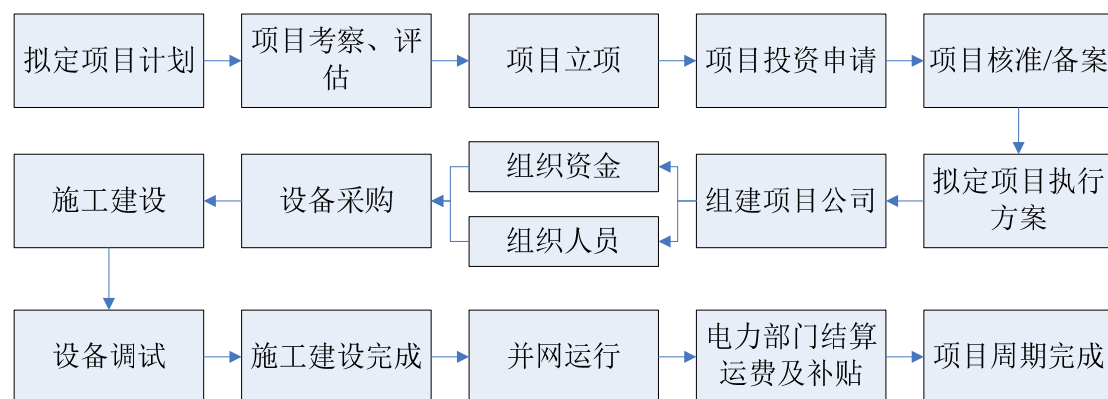 拟定项目计划
项目考察、评
估
项目立项
项目投资申请
项目核准/备案
拟定项目执行
方案
组建项目公司
组织资金
组织人员
设备采购
施工建设
设备调试
施工建设完成
并网运行
电力部门结算
运费及补贴
项目周期完成